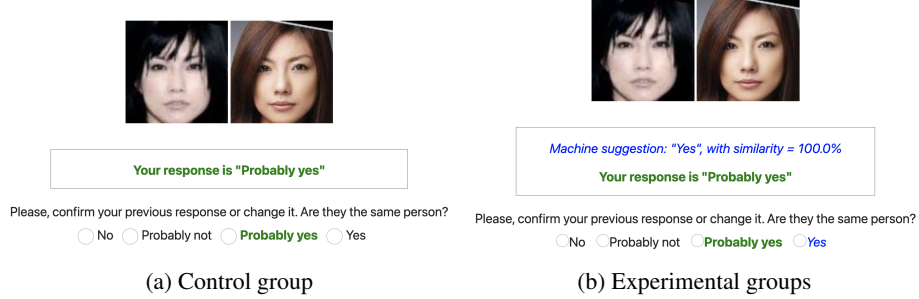 Your response is "Probably yes"
Please, confirm your previous response or change it. Are they the same person?
No Probably not Probably yes Yes
(a) Control group
Machine suggestion: "Yes", with similarity = 100.0%
Your response is "Probably yes"
Please, confirm your previous response or change it. Are they the same person?
No Probably not Probably yes Yes
(b) Experimental groups